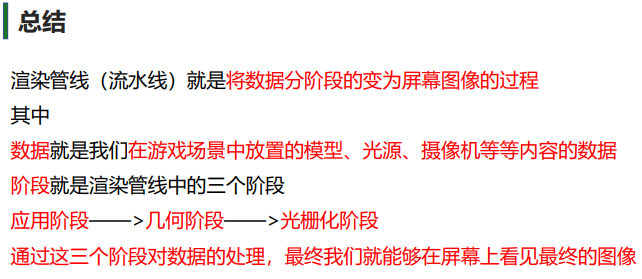 总结
渲染管线（流水线）就是将数据分阶段的变为屏幕图像的过程
其中
数据就是我们在游戏场景中放置的模型、光源、摄像机等等内容的数据
阶段就是渲染管线中的三个阶段
应用阶段——>几何阶段——>光栅化阶段
通过这三个阶段对数据的处理，最终我们就能够在屏幕上看见最终的图像